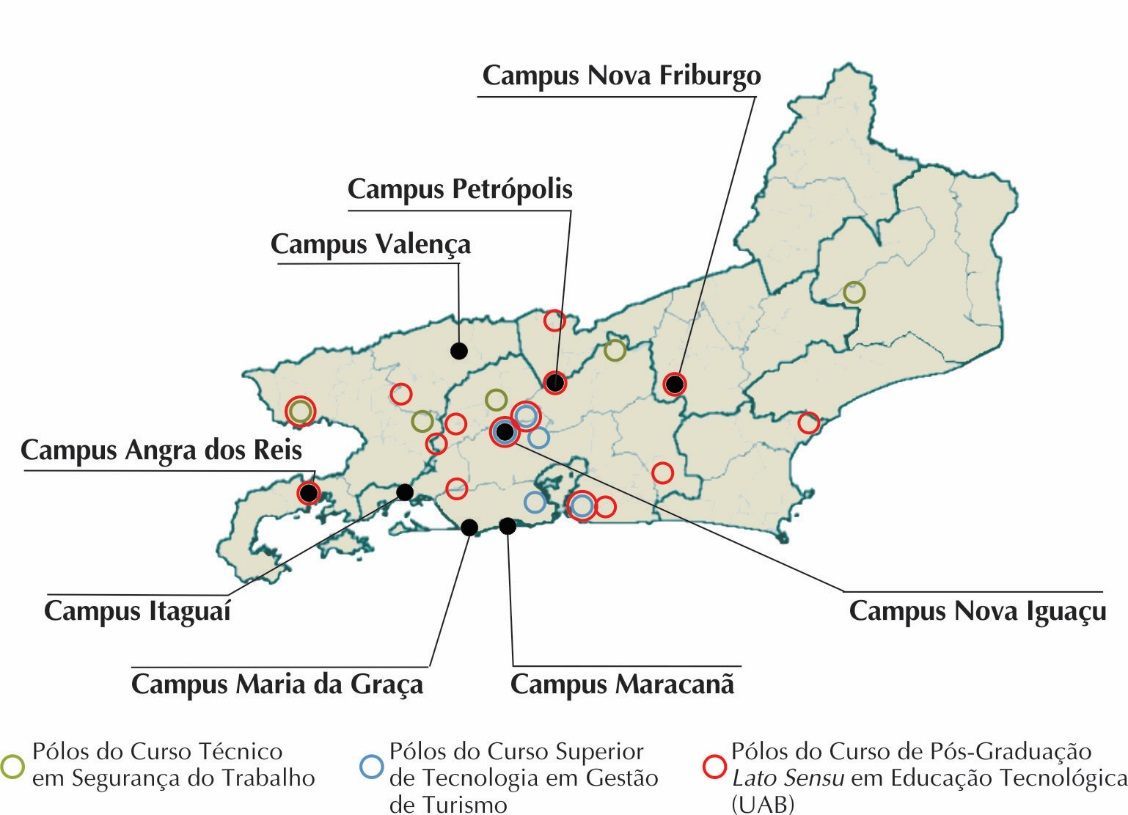 Campus Nova Friburgo
Campus Petrópolis
Campus Valença
Campus Angra dos Reis
Campus Itaguaí
Campus Nova Iguaçu
Campus Maria da Graça
Campus Maracanã
Pólos do Curso Técnico
em Segurança do Trabalho
Pólos do Curso Superior
de Tecnologia em Gestão
de Turismo
Pólos do Curso de Pós-Graduação
Lato Sensu em Educação Tecnológica
(UAB)